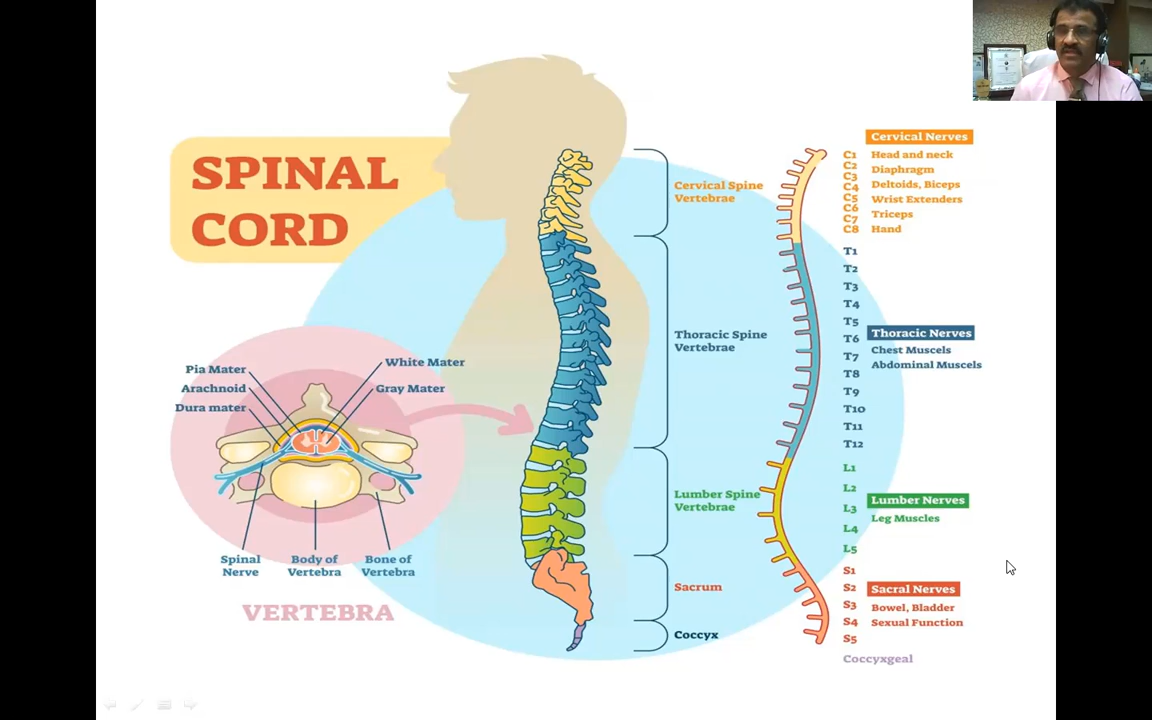 SPINAL
CORD
Pia Mater
Arachnoid
Dura mater
White Mater
Gray Mater
Spinal
Nerve
Body of
Vertebra
Bone of
Vertebra
VERTEBRA
Cervical Spine
Vertebrae
Thoracic Spine
Vertebrae
Lumber Spine
Vertebrae
Sacrum
Coccyx
Cervical Nerves
C1 Head and neck
C2 Diaphragm
C3
C4 Deltoids, Biceps
C5 Wrist Extenders
C6
C7 Triceps
C8 Hand
T1
T2
T3
T4
T5
T6 Thoracic Nerves
T7 Chest Muscels
T8 Abdominal Muscels
T9
T10
T11
T12
L1
L2
L3 Lumber Nerves
L4 Leg Muscles
L5
S1
S2 Sacral Nerves
S3 Bowel, Bladder
S4 Sexual Function
S5
Coccyxgeal